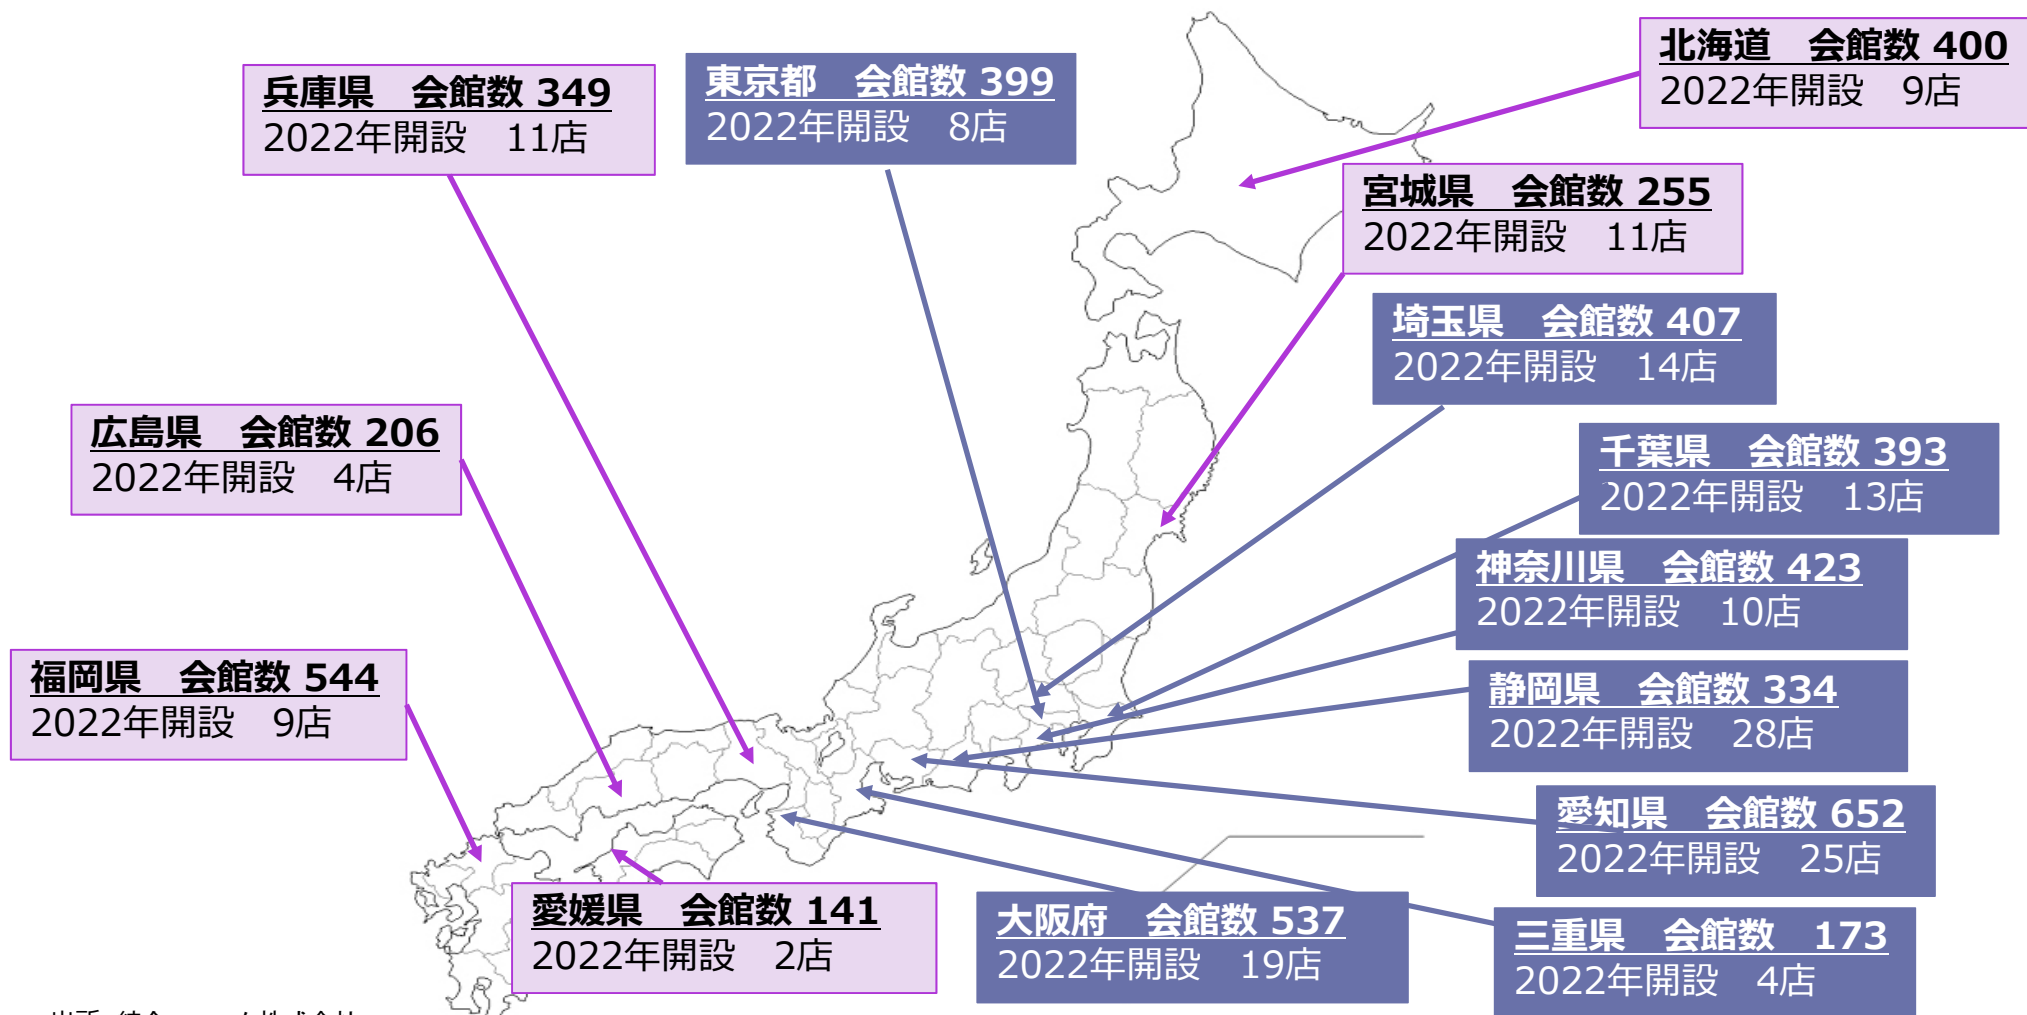 北海道　会館数 400
2022年開設　9店
兵庫県　会館数 349
2022年開設　11店
東京都　会館数 399
2022年開設　8店
宮城県　会館数 255
2022年開設　11店
埼玉県　会館数 407
2022年開設　14店
広島県　会館数 206
2022年開設　4店
千葉県　会館数 393
2022年開設　13店
神奈川県　会館数 423
2022年開設　10店
福岡県　会館数 544
2022年開設　9店
静岡県　会館数 334
2022年開設　28店
愛知県　会館数 652
2022年開設　25店
愛媛県　会館数 141
2022年開設　2店
大阪府　会館数 537
2022年開設　19店
三重県　会館数　173
2022年開設　4店